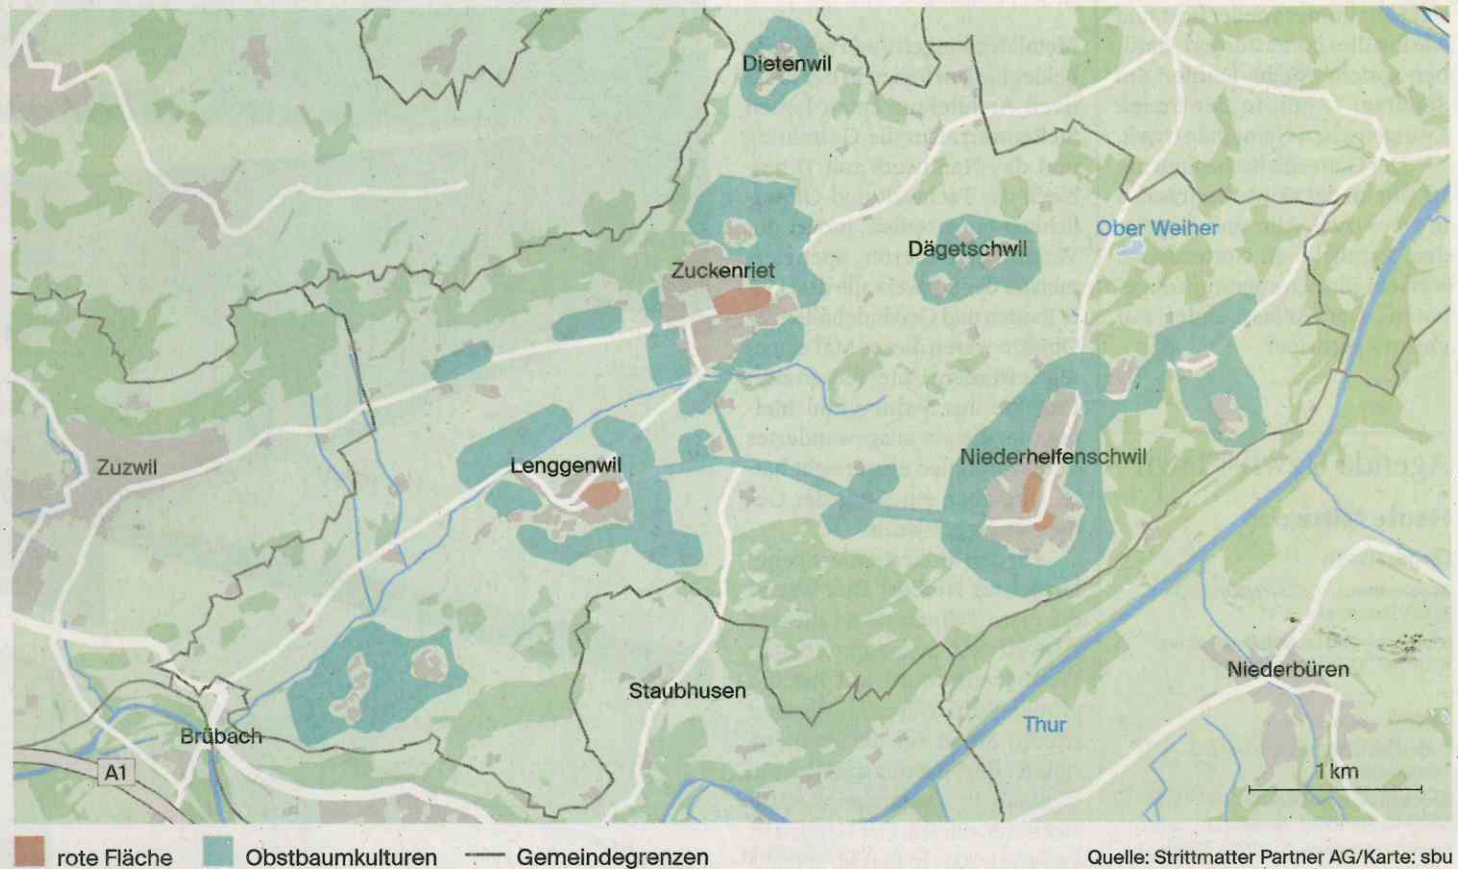 Dietenwil
Ober Weiher
Dägetschwil
Zuckenriet
Niederhelfenschwil
Lenggenwil
Zuzwil
Niederbüren
Staubhusen
Thur
Brübach
A1
1 km
rote Fläche
Obstbaumkulturen
Gemeindegrenzen
Quelle: Strittmatter Partner AG/Karte: sbu